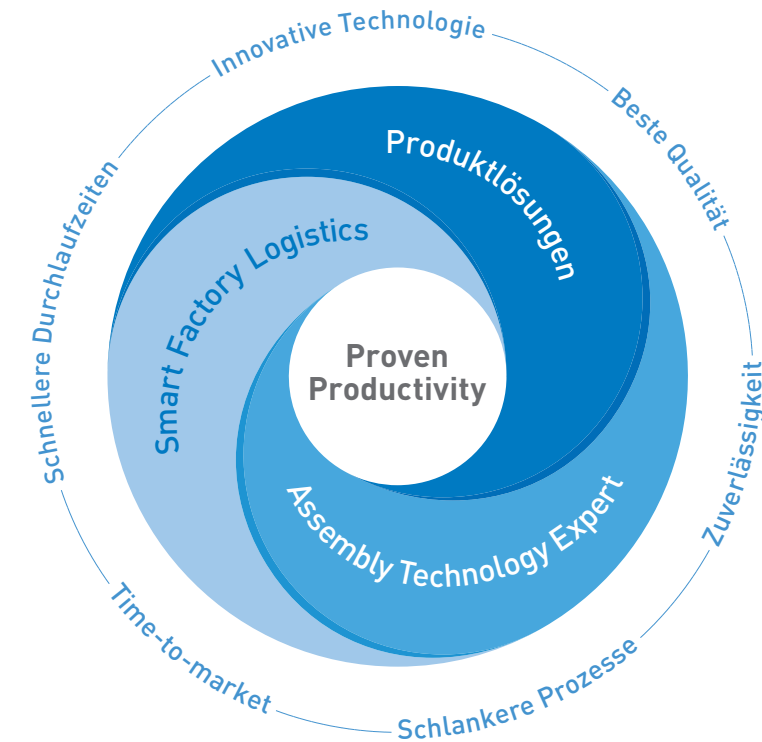 Innovative Technologie
Beste Qualität
Zuverlässigkeit
Schlankere Prozesse
Time-to-market
Schnellere Durchlaufzeiten
Produktlösungen
Assembly Technology Expert
Smart Factory Logistics
Proven
Productivity